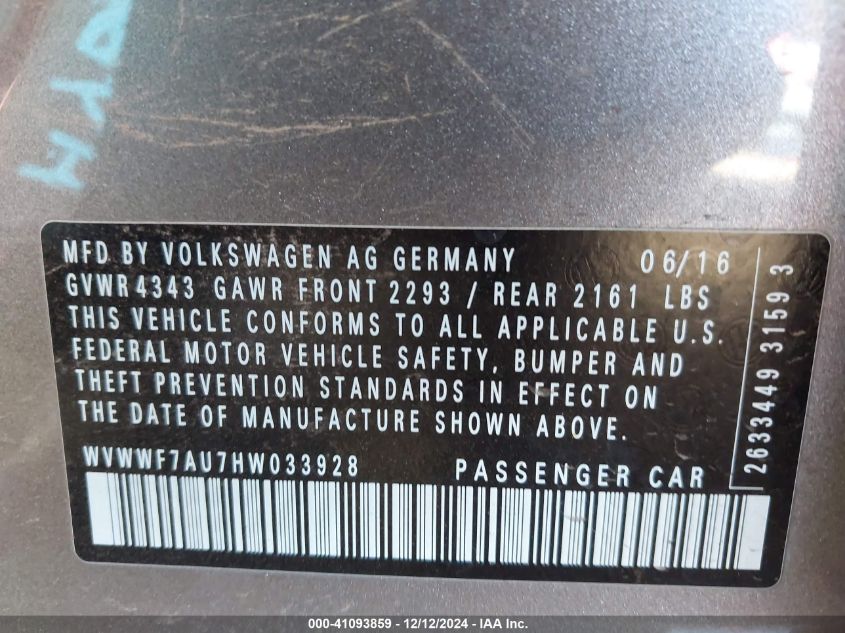 MFD BY VOLKSWAGEN AG GERMANY 06/16
GVWR4343 GAWR FRONT 2293 / REAR 2161 LBS
THIS VEHICLE CONFORMS TO ALL APPLICABLE U.S.
FEDERAL MOTOR VEHICLE SAFETY, BUMPER AND
THEFT PREVENTION STANDARDS IN EFFECT ON
THE DATE OF MANUFACTURE SHOWN ABOVE.
WVWWF7AU7HW033928 PASSENGER CAR
2633449 3159 3
000-41093859 - 12/12/2024 - IAA Inc.